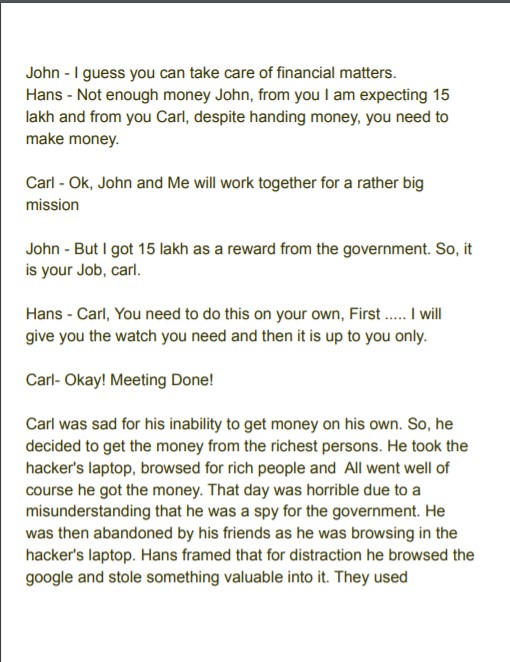 John - I guess you can take care of financial matters.
Hans - Not enough money John, from you I am expecting 15
lakh and from you Carl, despite handing money, you need to
make money.
Carl - Ok, John and Me will work together for a rather big
mission
John - But I got 15 lakh as a reward from the government. So, it
is your Job, carl.
Hans - Carl, You need to do this on your own, First ..... I will
give you the watch you need and then it is up to you only.
Carl- Okay! Meeting Done!
Carl was sad for his inability to get money on his own. So, he
decided to get the money from the richest persons. He took the
hacker's laptop, browsed for rich people and  All went well of
course he got the money. That day was horrible due to a
misunderstanding that he was a spy for the government. He
was then abandoned by his friends as he was browsing in the
hacker's laptop. Hans framed that for distraction he browsed the
google and stole something valuable into it. They used